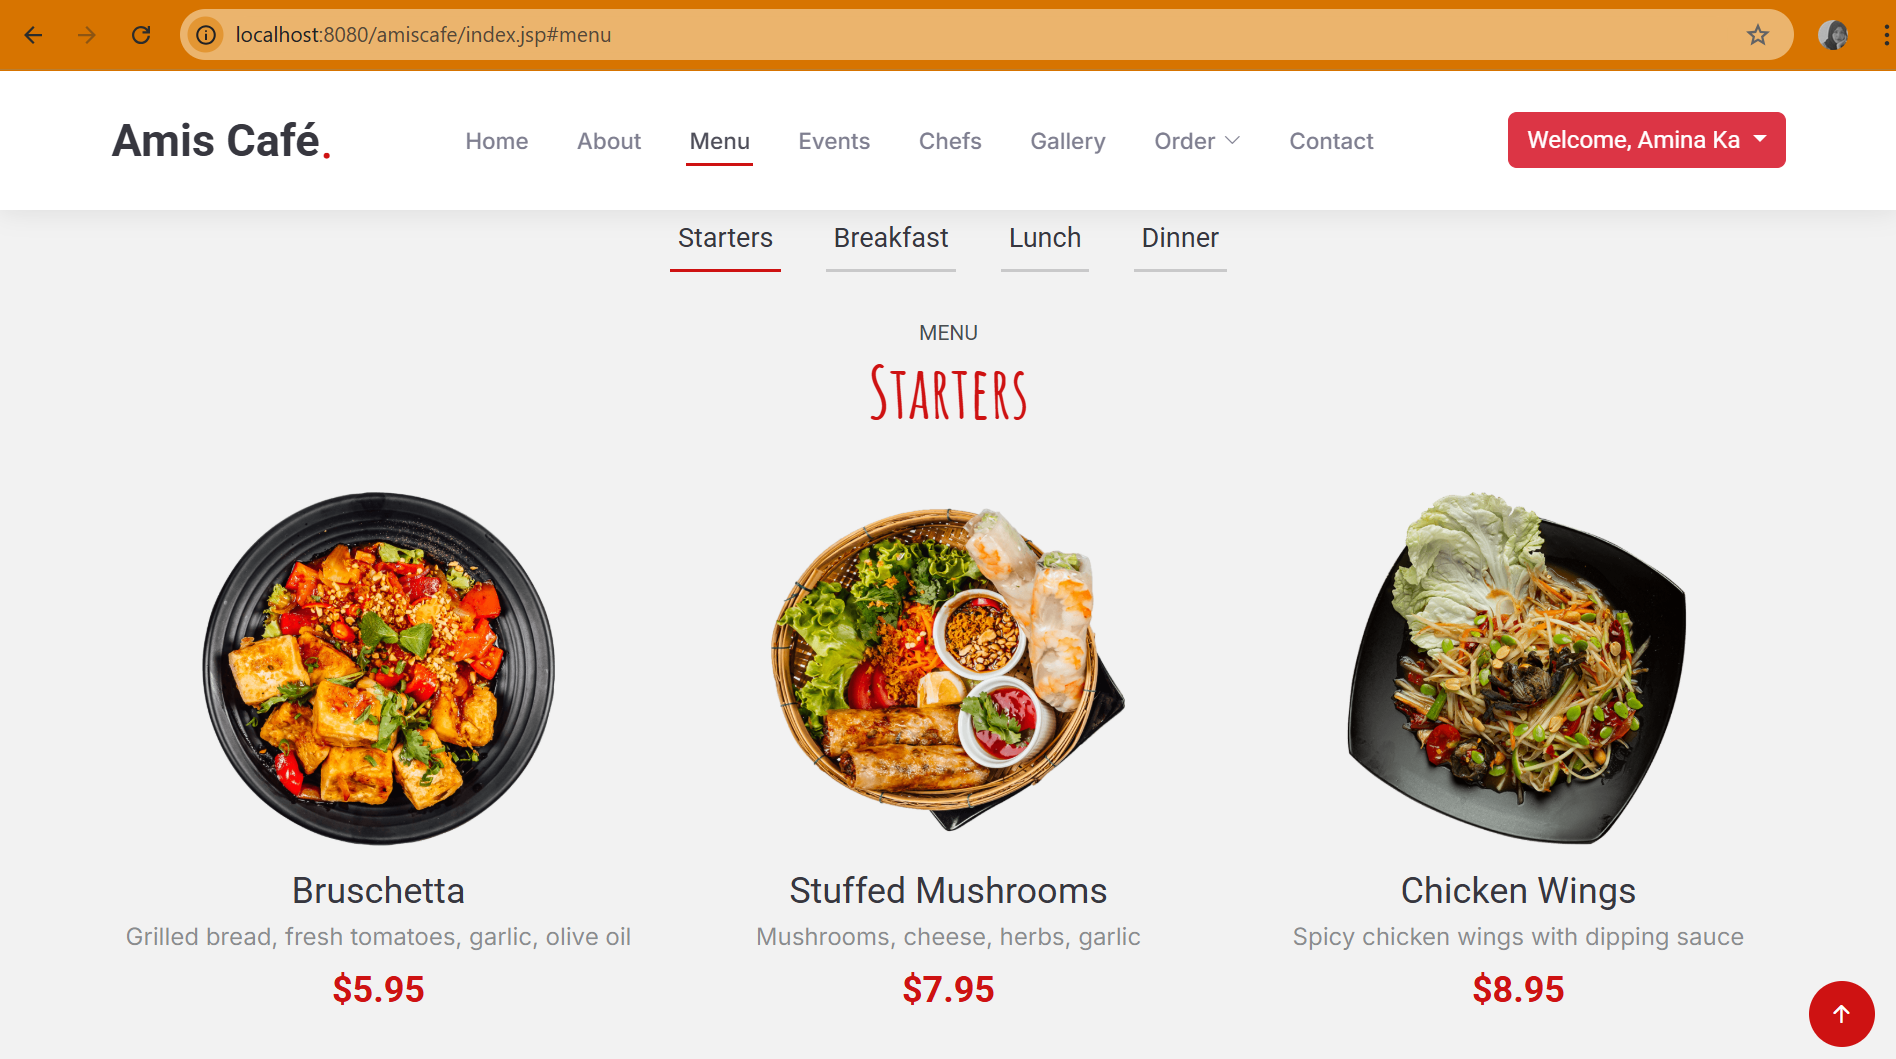 localhost:8080/amiscafe/index.jsp#menu
Amis Café.
Home About Menu Events Chefs Gallery Order Contact
Welcome, Amina Ka
Starters Breakfast Lunch Dinner
MENU
STARTERS
Bruschetta
Grilled bread, fresh tomatoes, garlic, olive oil
$5.95
Stuffed Mushrooms
Mushrooms, cheese, herbs, garlic
$7.95
Chicken Wings
Spicy chicken wings with dipping sauce
$8.95